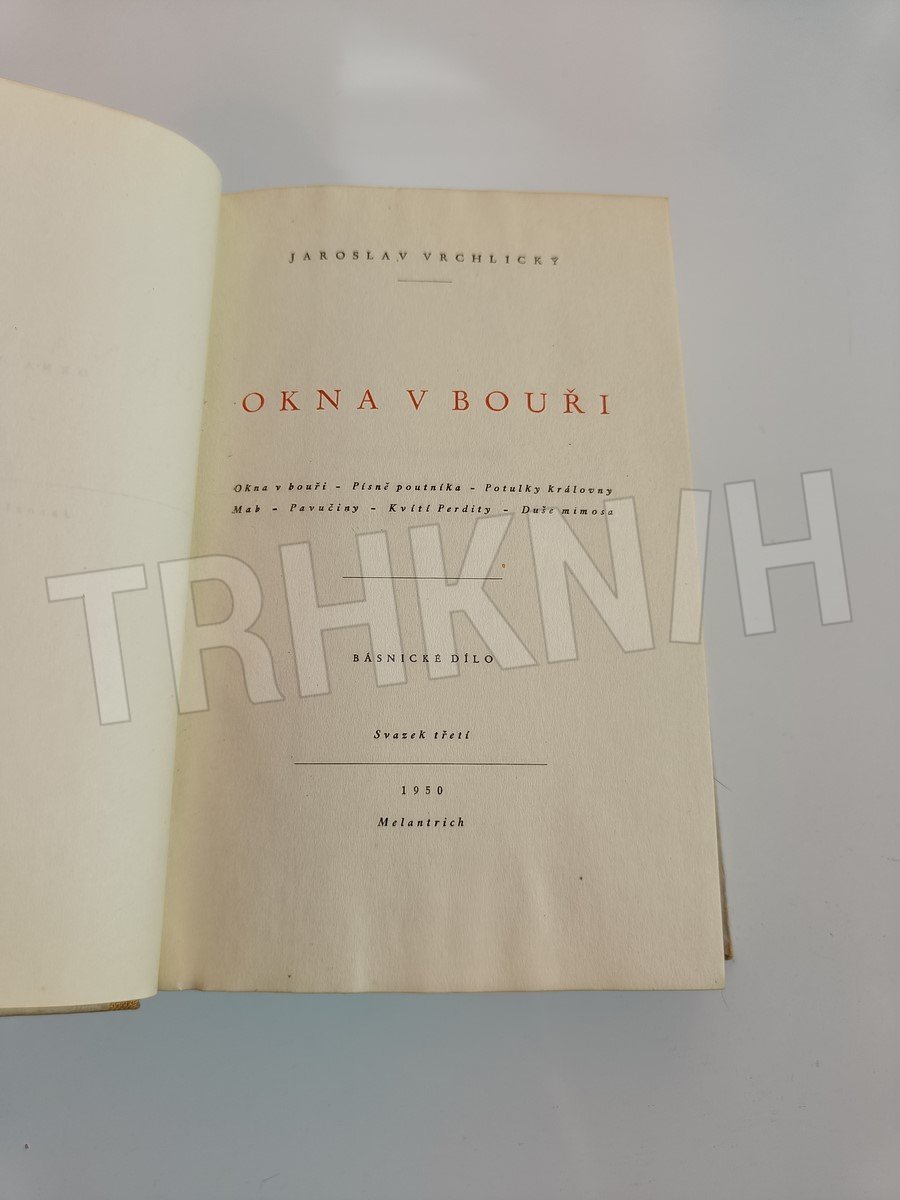 JAROSLAV VRCHLICKÝ
OKNA V BOUŘI
Okna v bouři – Písně poutníka – Potulky královny
Mab – Pavučiny – Kvítí Perdity – Duše mimosa
BÁSNICKÉ DÍLO
Svazek třetí
1950
Melantrich
TRHKNIH